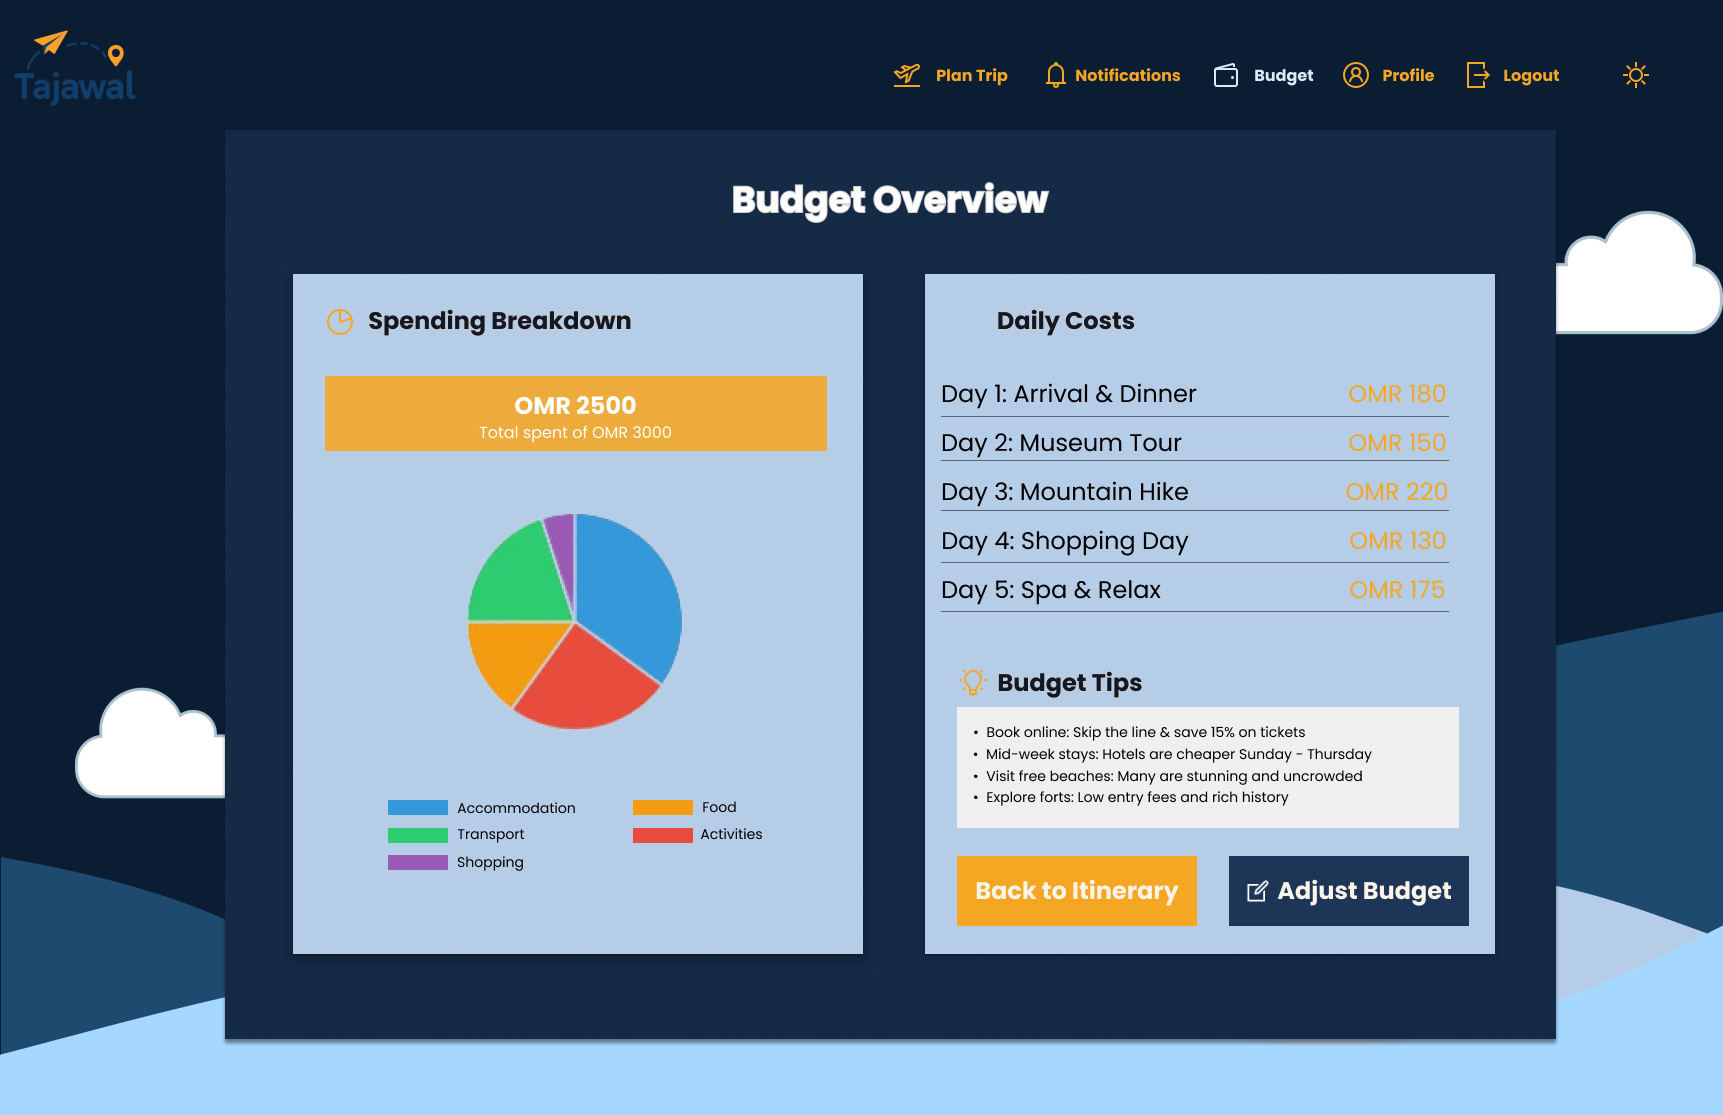 Tajawal
Plan Trip
Notifications
Budget
Profile
Logout
Budget Overview
Spending Breakdown
OMR 2500
Total spent of OMR 3000
Accommodation
Food
Transport
Activities
Shopping
Daily Costs
Day 1: Arrival & Dinner OMR 180
Day 2: Museum Tour OMR 150
Day 3: Mountain Hike OMR 220
Day 4: Shopping Day OMR 130
Day 5: Spa & Relax OMR 175
Budget Tips
• Book online: Skip the line & save 15% on tickets
• Mid-week stays: Hotels are cheaper Sunday - Thursday
• Visit free beaches: Many are stunning and uncrowded
• Explore forts: Low entry fees and rich history
Back to Itinerary
Adjust Budget